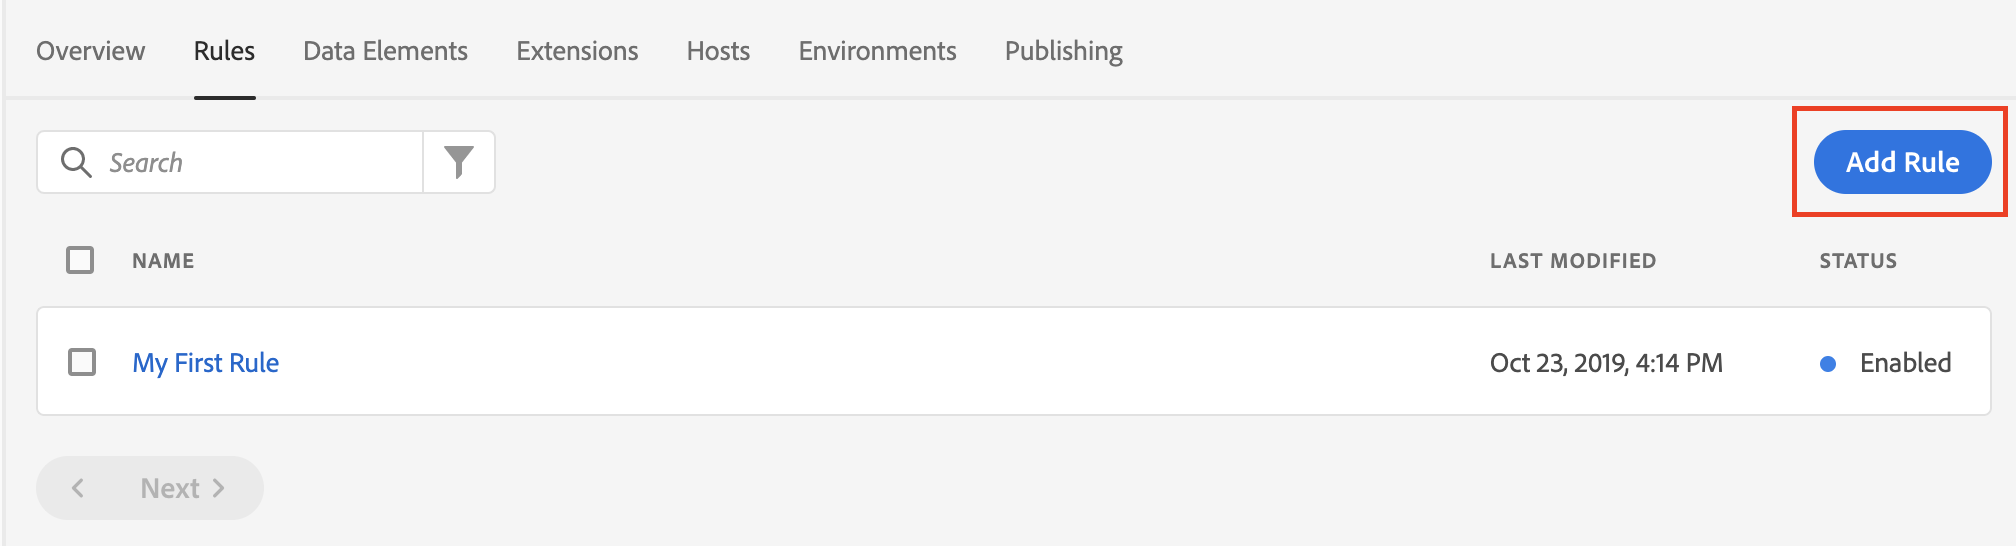 Overview Rules Data Elements Extensions Hosts Environments Publishing
Search
Add Rule
NAME LAST MODIFIED STATUS
My First Rule Oct 23, 2019, 4:14 PM Enabled
Next